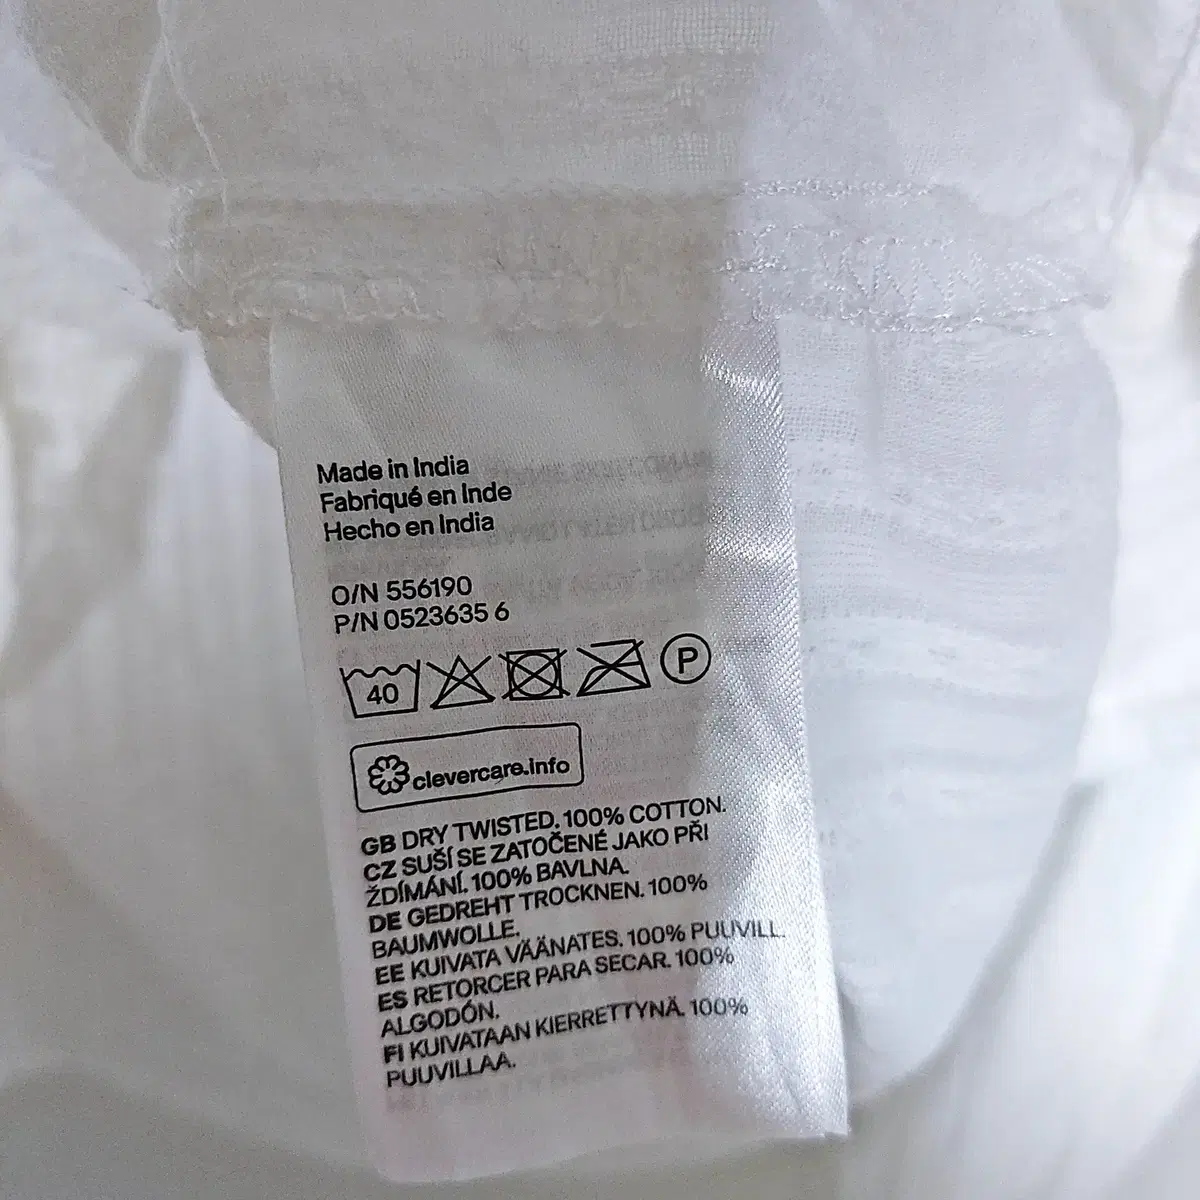 Made in India
Fabriqué en Inde
Hecho en India
O/N 556190
P/N 0523635 6
40 P
clevercare.info
GB DRY TWISTED. 100% COTTON.
CZ SUŠÍ SE ZATOČENÉ JAKO PŘI
ŽDÍMÁNÍ. 100% BAVLNA.
DE GEDREHT TROCKNEN. 100%
BAUMWOLLE.
EE KUIVATA VÄÄNATES. 100% PUUVILL.
ES RETORCER PARA SECAR. 100%
ALGODÓN.
FI KUIVATAAN KIERRETTYNÄ. 100%
PUUVILLAA.